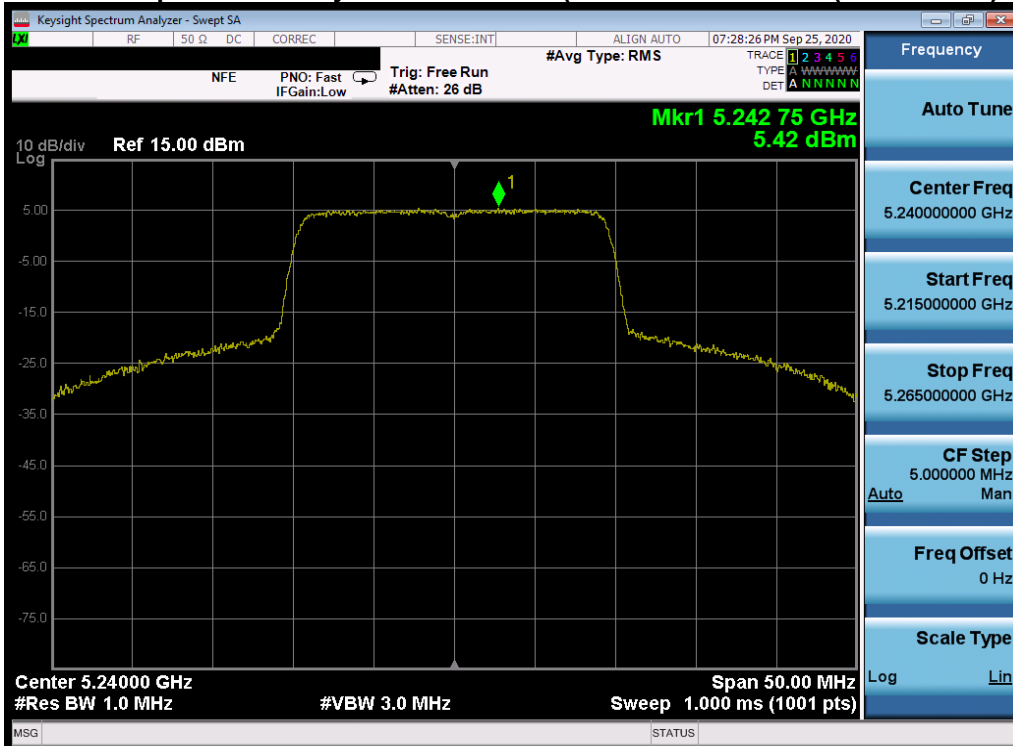 Keysight Spectrum Analyzer - Swept SA
LXI RF 50 Ω DC CORREC SENSE:INT ALIGN AUTO 07:28:26 PM Sep 25, 2020
NFE PNO: Fast Trig: Free Run #Avg Type: RMS TRACE 1 2 3 4 5 6
IFGain:Low #Atten: 26 dB TYPE A WWWWW
DET A N N N N N
Mkr1 5.242 75 GHz
5.42 dBm
10 dB/div Ref 15.00 dBm
Log
1
5.00
-5.00
-15.0
-25.0
-35.0
-45.0
-55.0
-65.0
-75.0
Center 5.24000 GHz Span 50.00 MHz
#Res BW 1.0 MHz #VBW 3.0 MHz Sweep 1.000 ms (1001 pts)
MSG STATUS
Frequency
Auto Tune
Center Freq
5.240000000 GHz
Start Freq
5.215000000 GHz
Stop Freq
5.265000000 GHz
CF Step
5.000000 MHz
Auto Man
Freq Offset
0 Hz
Scale Type
Log Lin